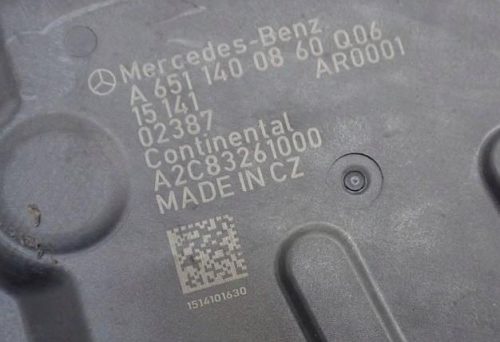 Mercedes-Benz
A 651 140 08 60 Q06
15 141 AR0001
02387
Continental
A2C83261000
MADE IN CZ
1514101630